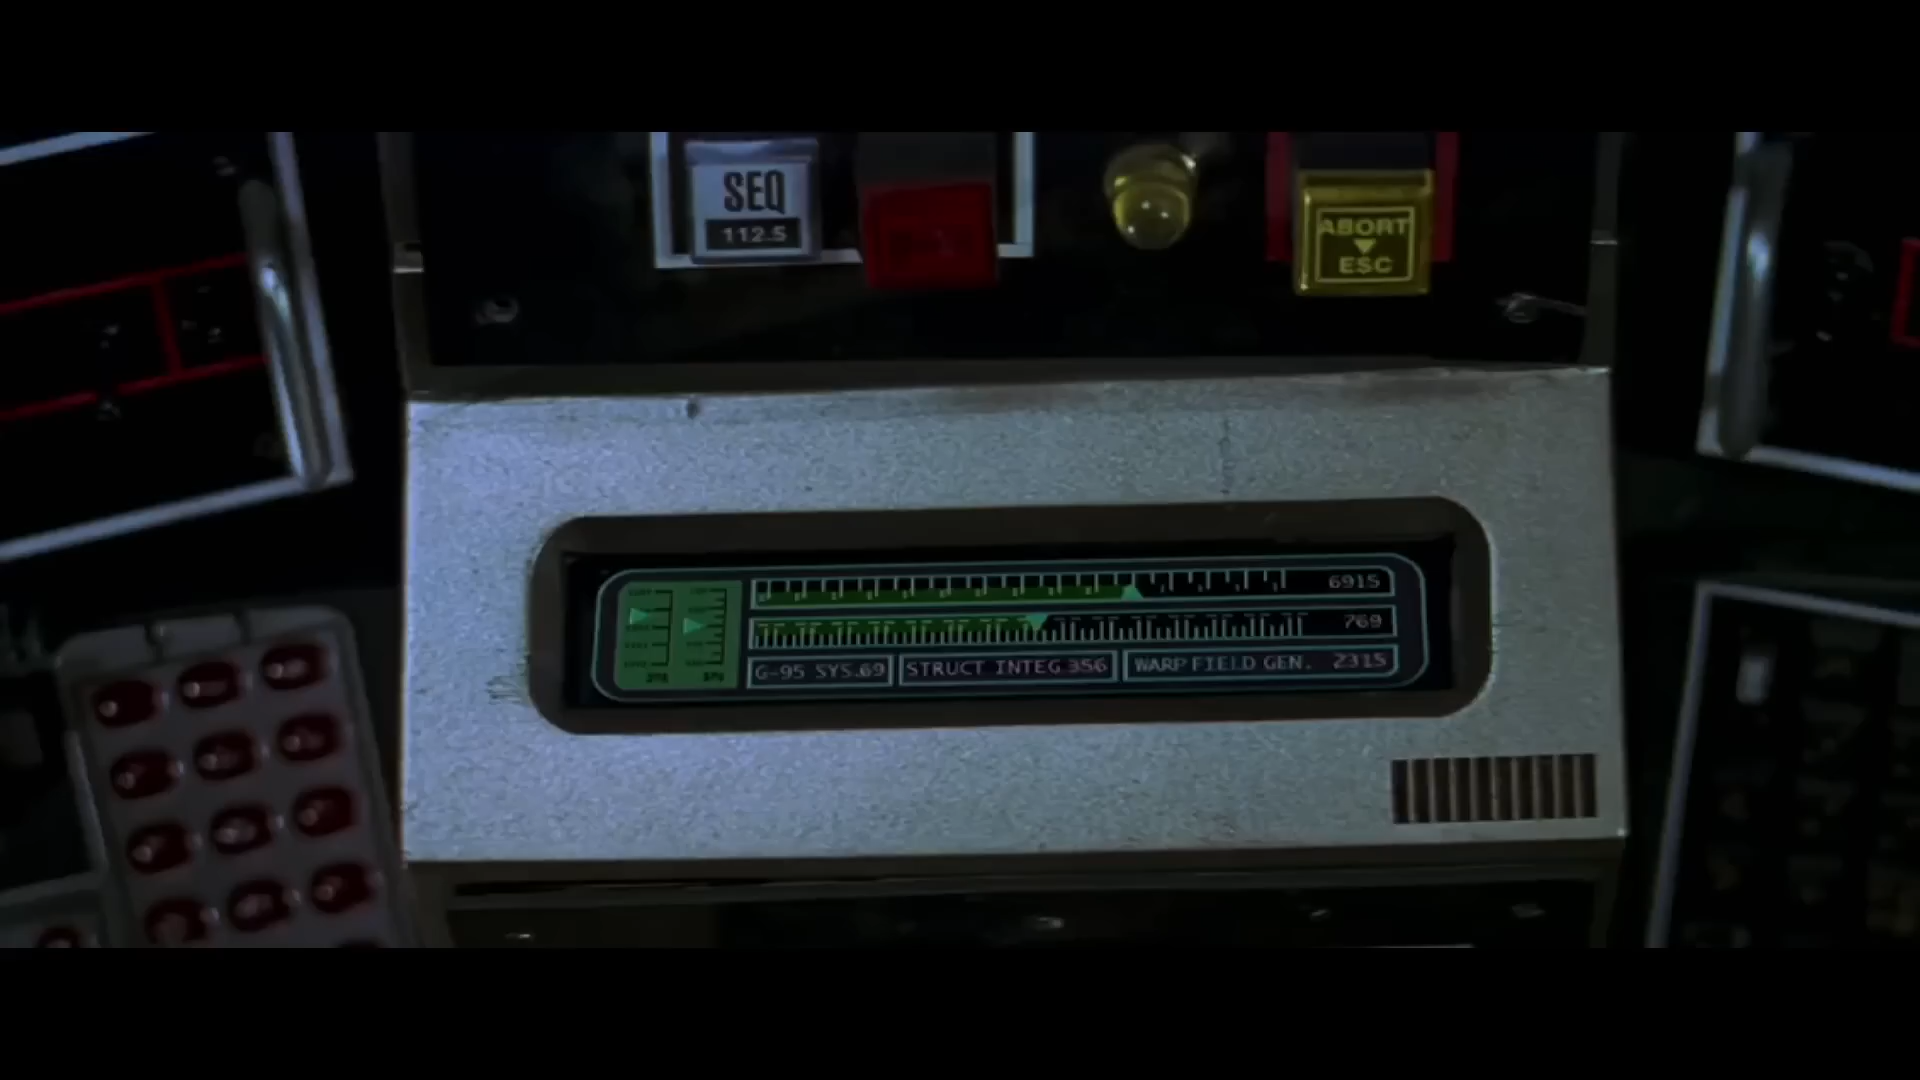 SEQ
112.5
ABORT
ESC
6915
769
G-95 SYS.69
STRUCT INTEG 356
WARP FIELD GEN. 2315